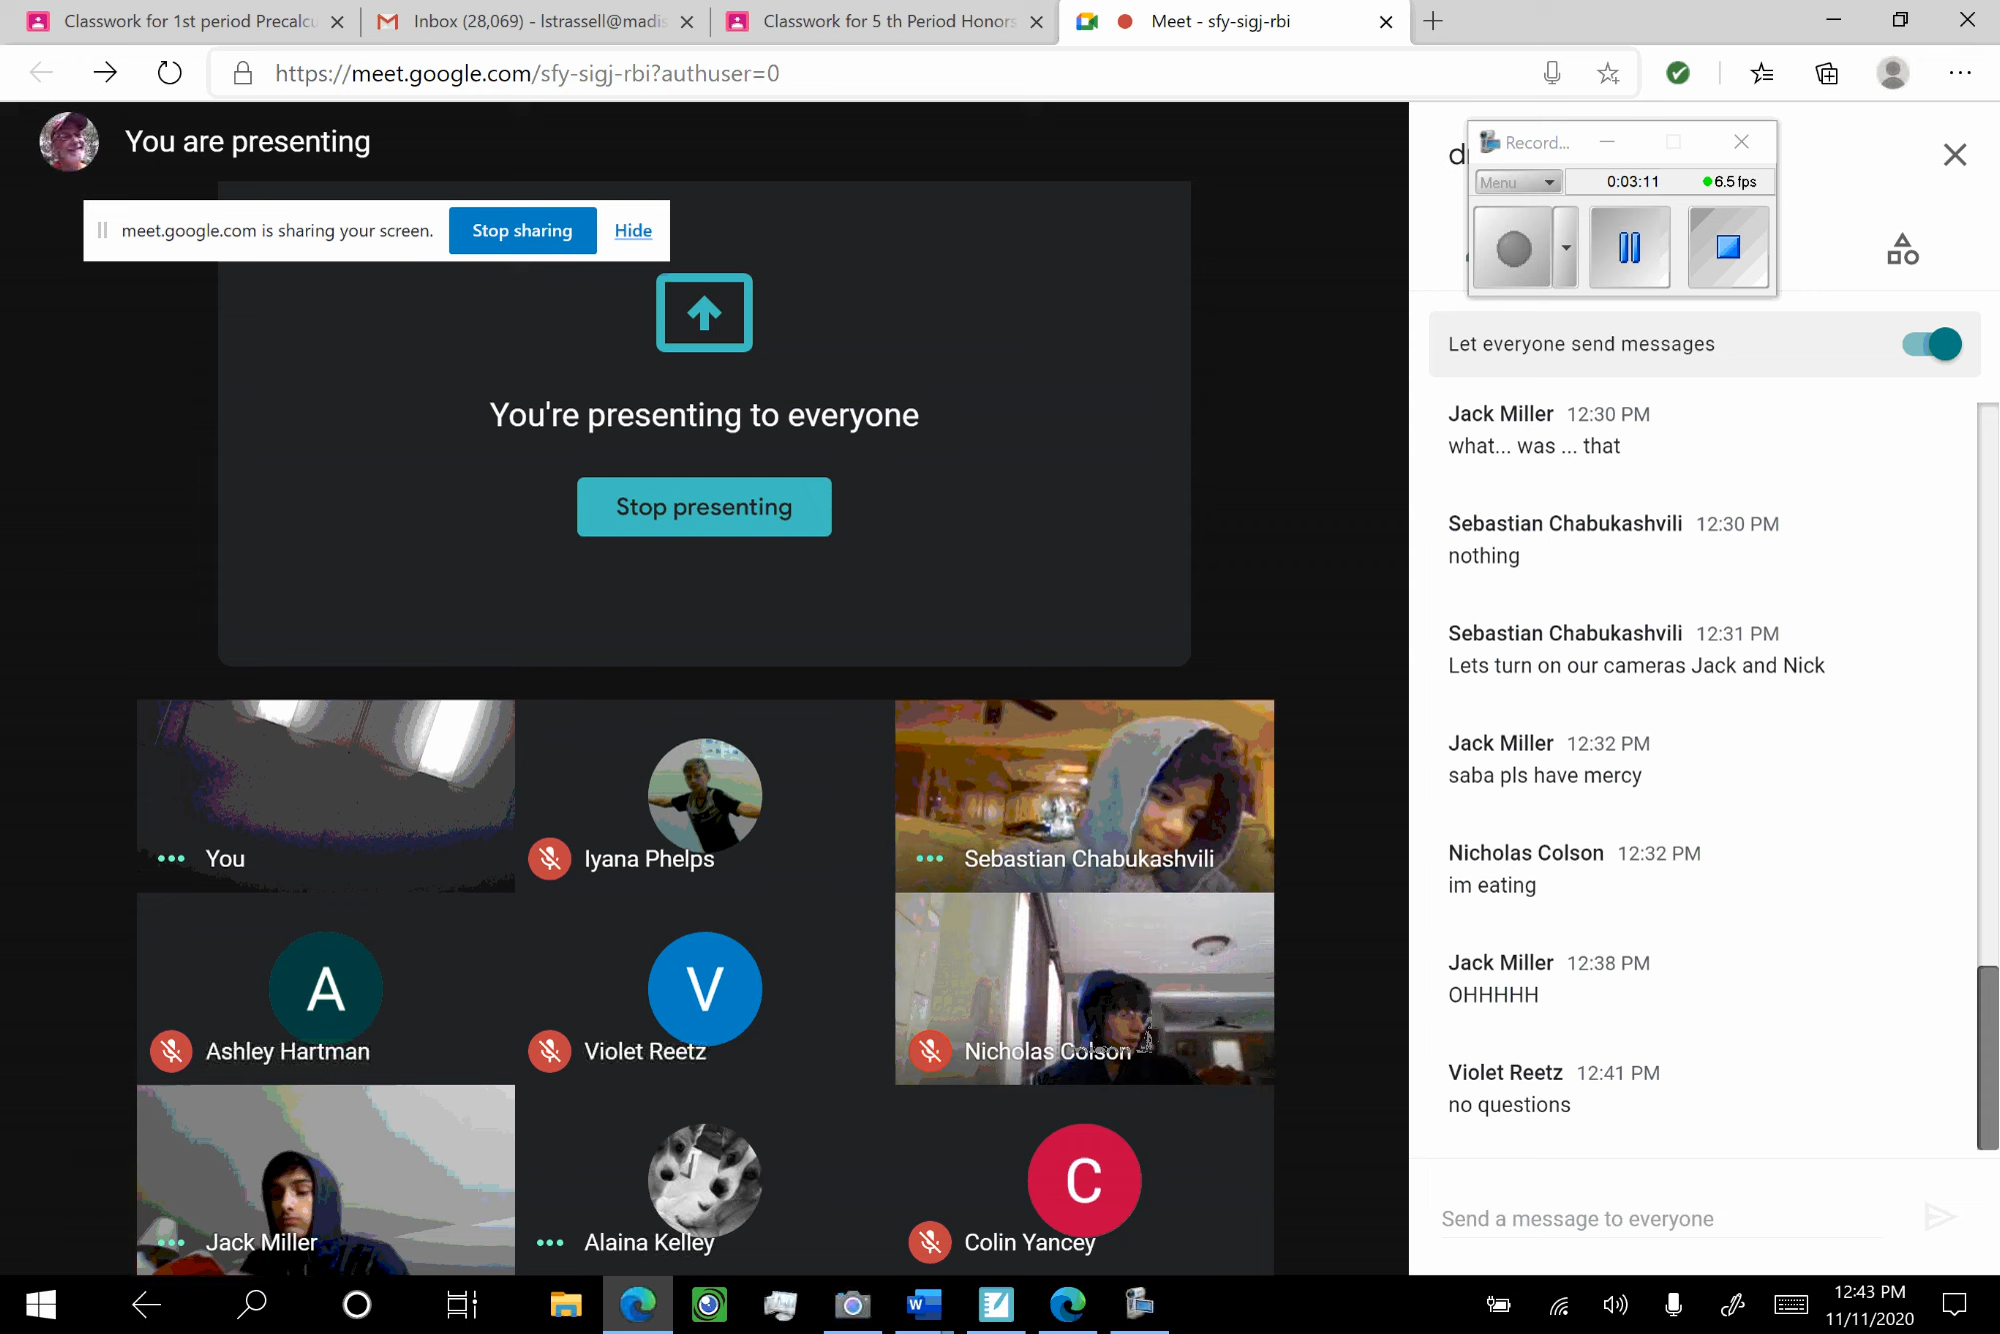 Classwork for 1st period Precalcu
Inbox (28,069) - lstrassell@madis
Classwork for 5 th Period Honors
Meet - sfy-sigj-rbi
https://meet.google.com/sfy-sigj-rbi?authuser=0
You are presenting
meet.google.com is sharing your screen.
Stop sharing
Hide
You're presenting to everyone
Stop presenting
You
Iyana Phelps
Sebastian Chabukashvili
A
Ashley Hartman
V
Violet Reetz
Nicholas Colson
Jack Miller
Alaina Kelley
C
Colin Yancey
Record...
Menu
0:03:11
6.5 fps
Let everyone send messages
Jack Miller 12:30 PM
what... was ... that
Sebastian Chabukashvili 12:30 PM
nothing
Sebastian Chabukashvili 12:31 PM
Lets turn on our cameras Jack and Nick
Jack Miller 12:32 PM
saba pls have mercy
Nicholas Colson 12:32 PM
im eating
Jack Miller 12:38 PM
OHHHHH
Violet Reetz 12:41 PM
no questions
Send a message to everyone
12:43 PM
11/11/2020